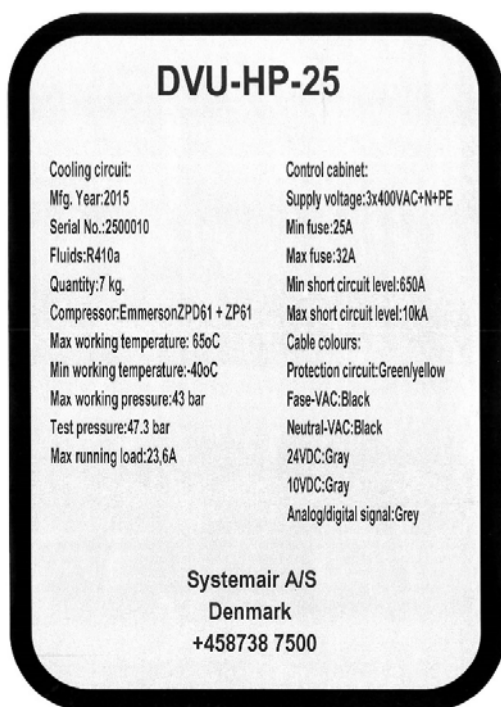 DVU-HP-25
Cooling circuit:
Mfg. Year:2015
Serial No.:2500010
Fluids:R410a
Quantity:7 kg.
Compressor:EmmersonZPD61 + ZP61
Max working temperature: 65oC
Min working temperature:-40oC
Max working pressure:43 bar
Test pressure:47.3 bar
Max running load:23,6A
Control cabinet:
Supply voltage:3x400VAC+N+PE
Min fuse:25A
Max fuse:32A
Min short circuit level:650A
Max short circuit level:10kA
Cable colours:
Protection circuit:Green/yellow
Fase-VAC:Black
Neutral-VAC:Black
24VDC:Gray
10VDC:Gray
Analog/digital signal:Grey
Systemair A/S
Denmark
+458738 7500